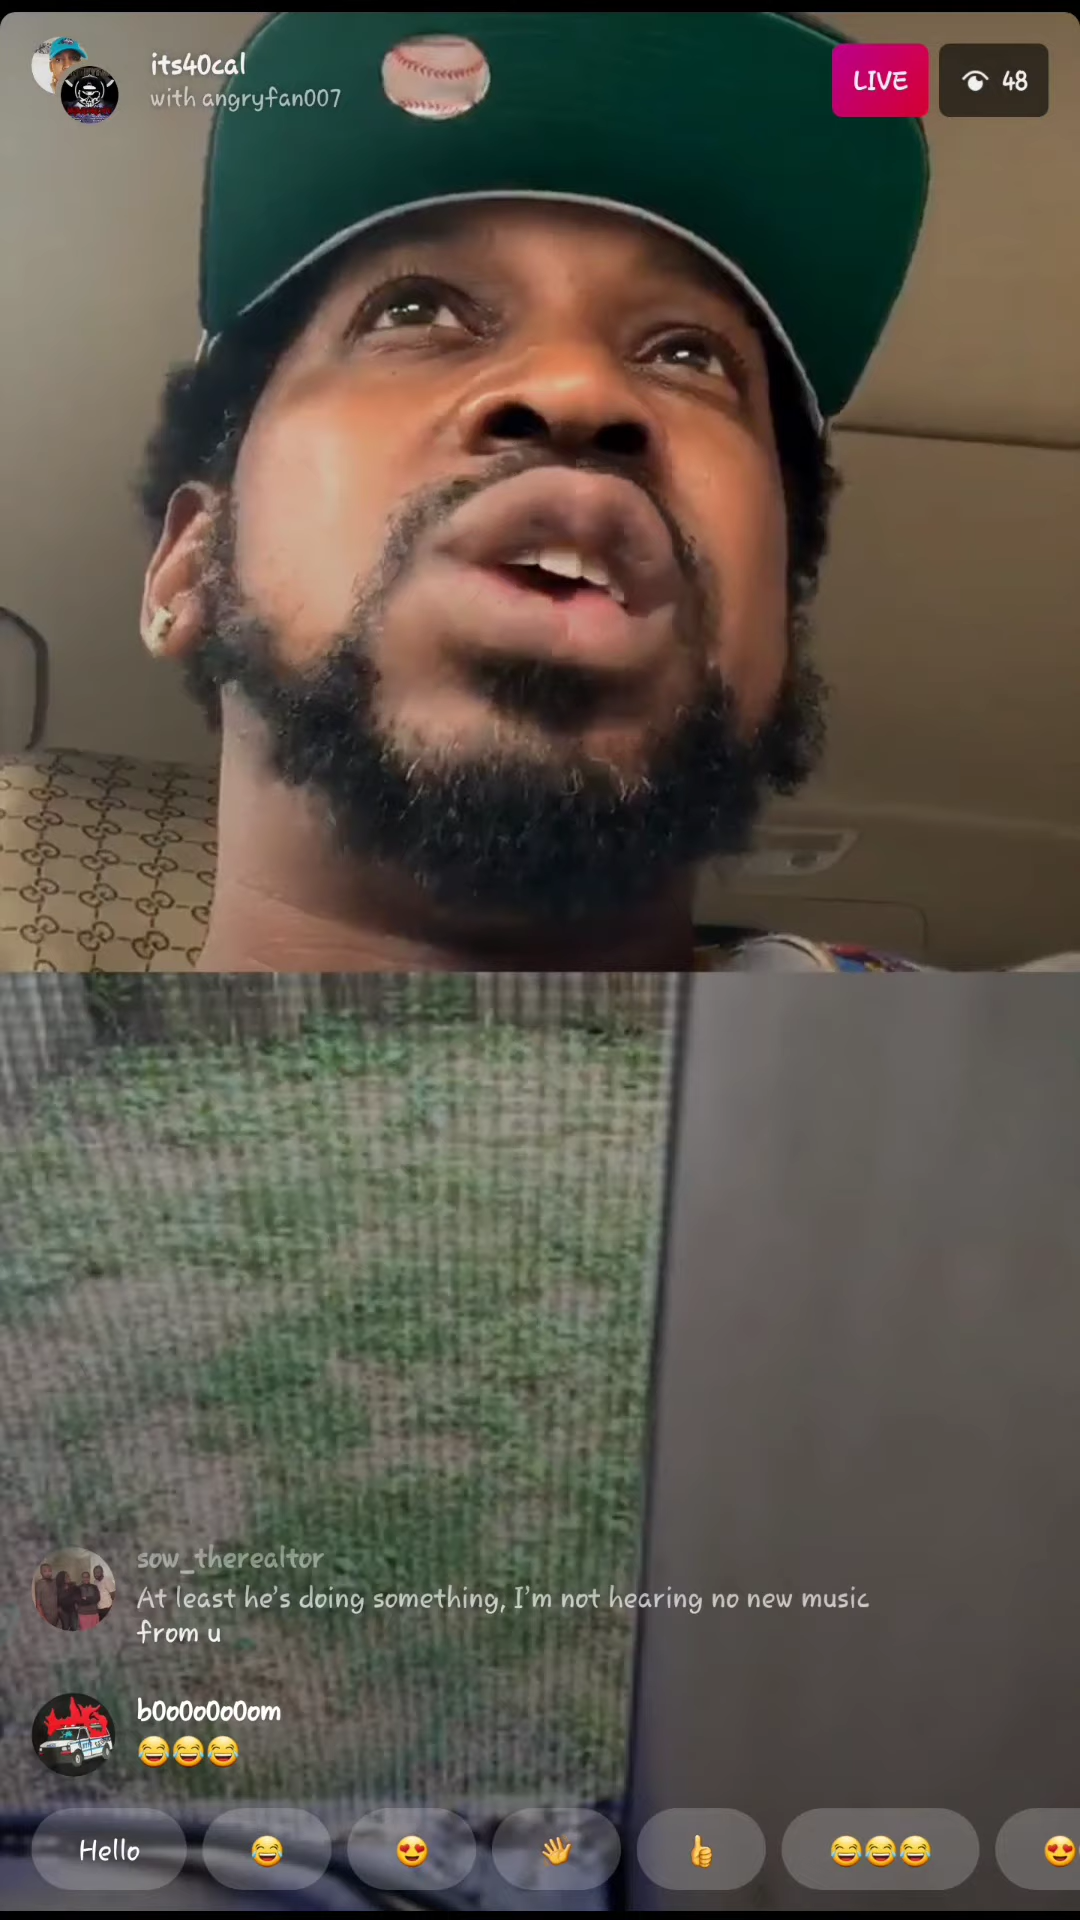 its40cal
with angryfan007
LIVE
48
sow_therealtor
At least he's doing something, I'm not hearing no new music
from u
b0o0o0o0om
😂😂😂
Hello
😂
😍
👋
👍
😂😂😂
😍